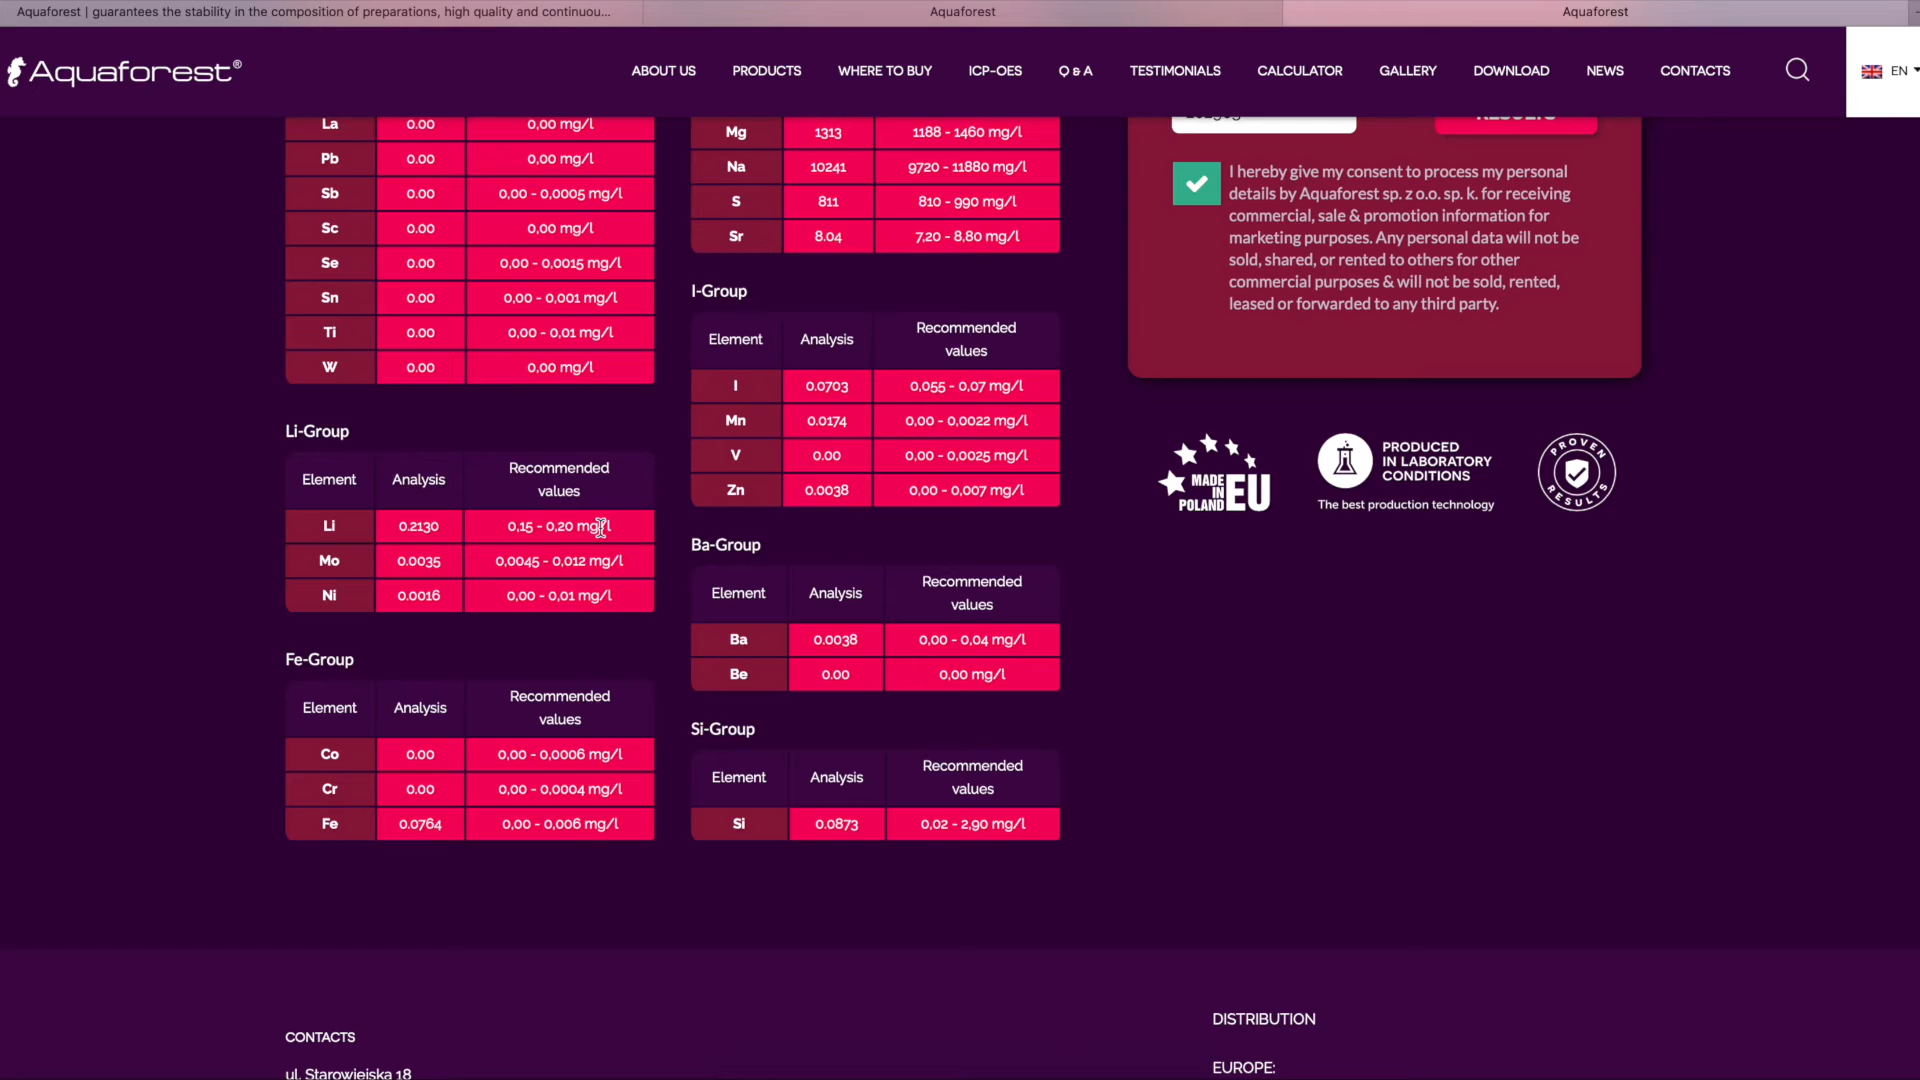 Aquaforest | guarantees the stability in the composition of preparations, high quality and continuou...
Aquaforest
Aquaforest
Aquaforest®
ABOUT US
PRODUCTS
WHERE TO BUY
ICP-OES
Q & A
TESTIMONIALS
CALCULATOR
GALLERY
DOWNLOAD
NEWS
CONTACTS
EN
La 0.00 0,00 mg/l
Pb 0.00 0,00 mg/l
Sb 0.00 0,00 - 0,0005 mg/l
Sc 0.00 0,00 mg/l
Se 0.00 0,00 - 0,0015 mg/l
Sn 0.00 0,00 - 0,001 mg/l
Ti 0.00 0,00 - 0,01 mg/l
W 0.00 0,00 mg/l
Li-Group
Element Analysis Recommended
values
Li 0.2130 0,15 - 0,20 mg/l
Mo 0.0035 0,0045 - 0,012 mg/l
Ni 0.0016 0,00 - 0,01 mg/l
Fe-Group
Element Analysis Recommended
values
Co 0.00 0,00 - 0,0006 mg/l
Cr 0.00 0,00 - 0,0004 mg/l
Fe 0.0764 0,00 - 0,006 mg/l
Mg 1313 1188 - 1460 mg/l
Na 10241 9720 - 11880 mg/l
S 811 810 - 990 mg/l
Sr 8.04 7,20 - 8,80 mg/l
I-Group
Element Analysis Recommended
values
I 0.0703 0,055 - 0,07 mg/l
Mn 0.0174 0,00 - 0,0022 mg/l
V 0.00 0,00 - 0,0025 mg/l
Zn 0.0038 0,00 - 0,007 mg/l
Ba-Group
Element Analysis Recommended
values
Ba 0.0038 0,00 - 0,04 mg/l
Be 0.00 0,00 mg/l
Si-Group
Element Analysis Recommended
values
Si 0.0873 0,02 - 2,90 mg/l
RESULTS
I hereby give my consent to process my personal
details by Aquaforest sp. z o.o. sp. k. for receiving
commercial, sale & promotion information for
marketing purposes. Any personal data will not be
sold, shared, or rented to others for other
commercial purposes & will not be sold, rented,
leased or forwarded to any third party.
MADE
IN
POLAND
EU
PRODUCED
IN LABORATORY
CONDITIONS
The best production technology
PROVEN
RESULTS
CONTACTS
ul. Starowiejska 18
DISTRIBUTION
EUROPE: